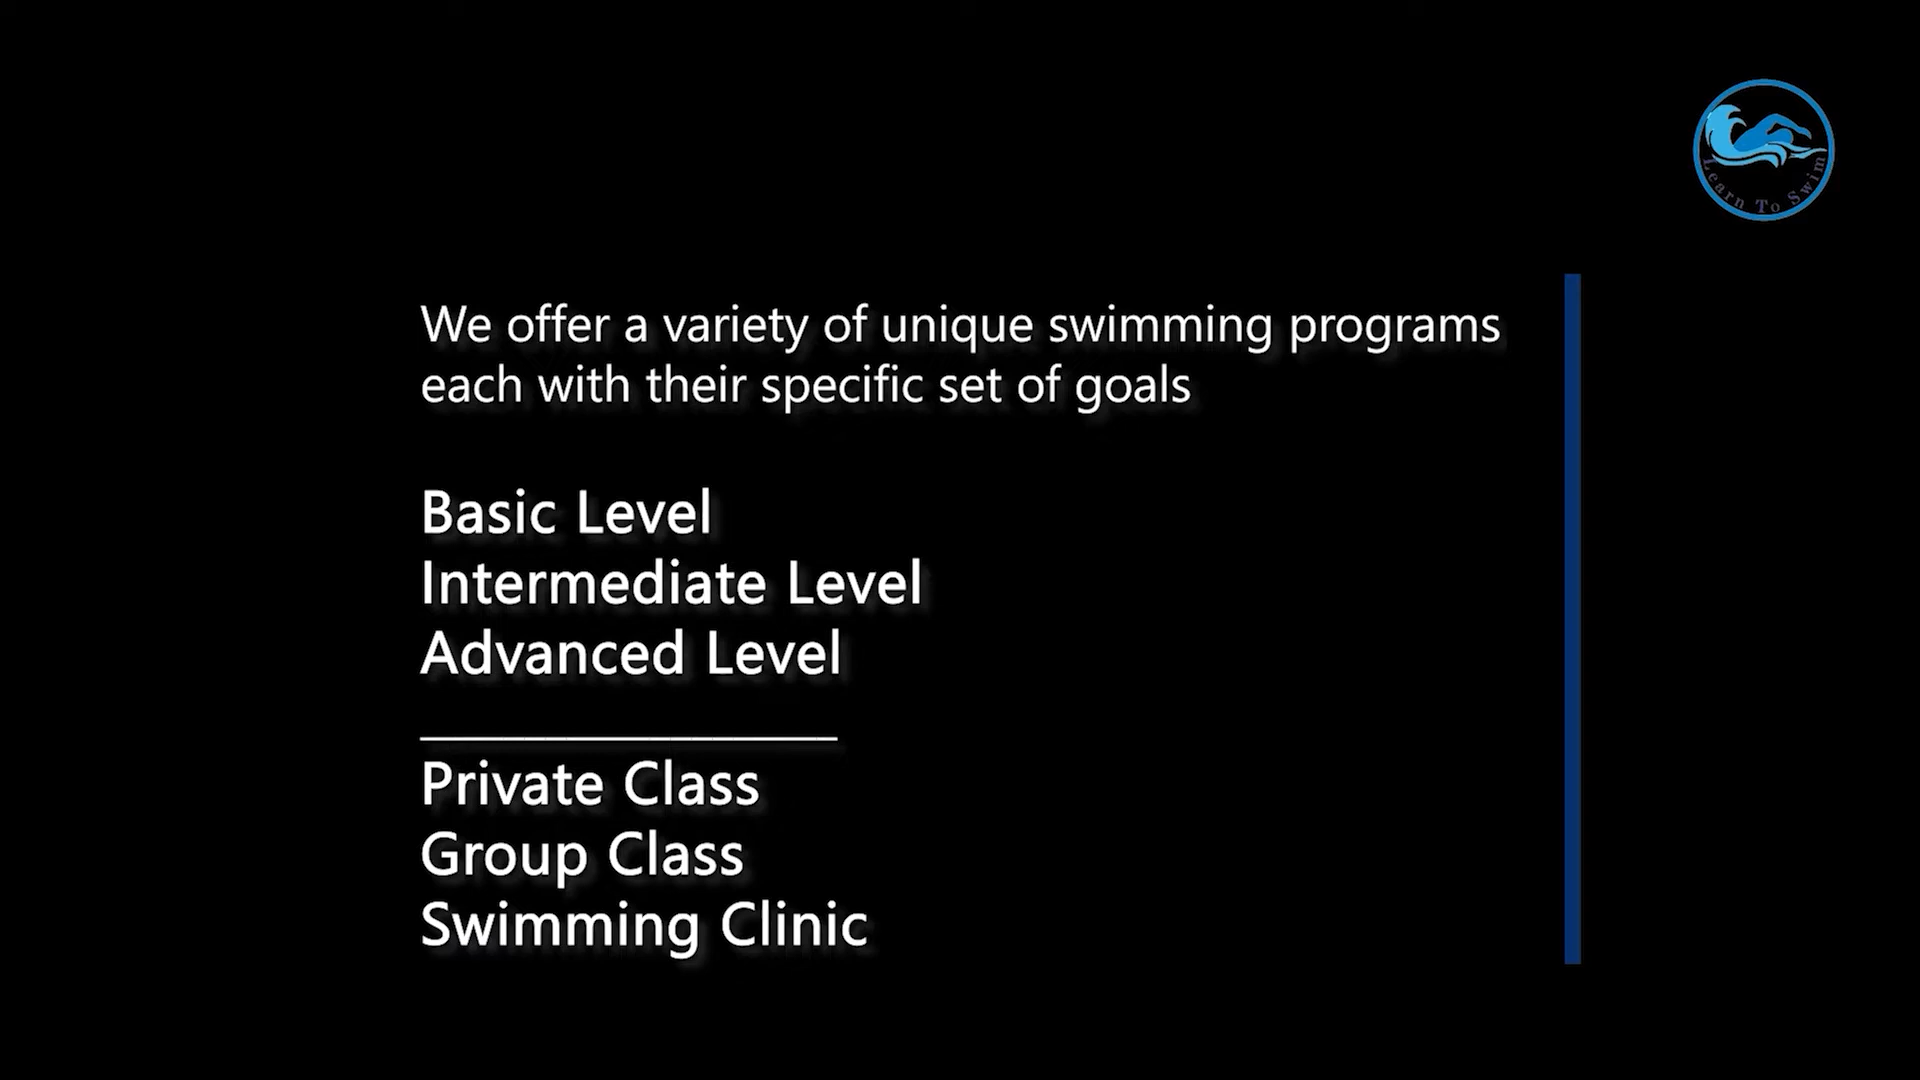 Learn To Swim
We offer a variety of unique swimming programs
each with their specific set of goals
Basic Level
Intermediate Level
Advanced Level
Private Class
Group Class
Swimming Clinic